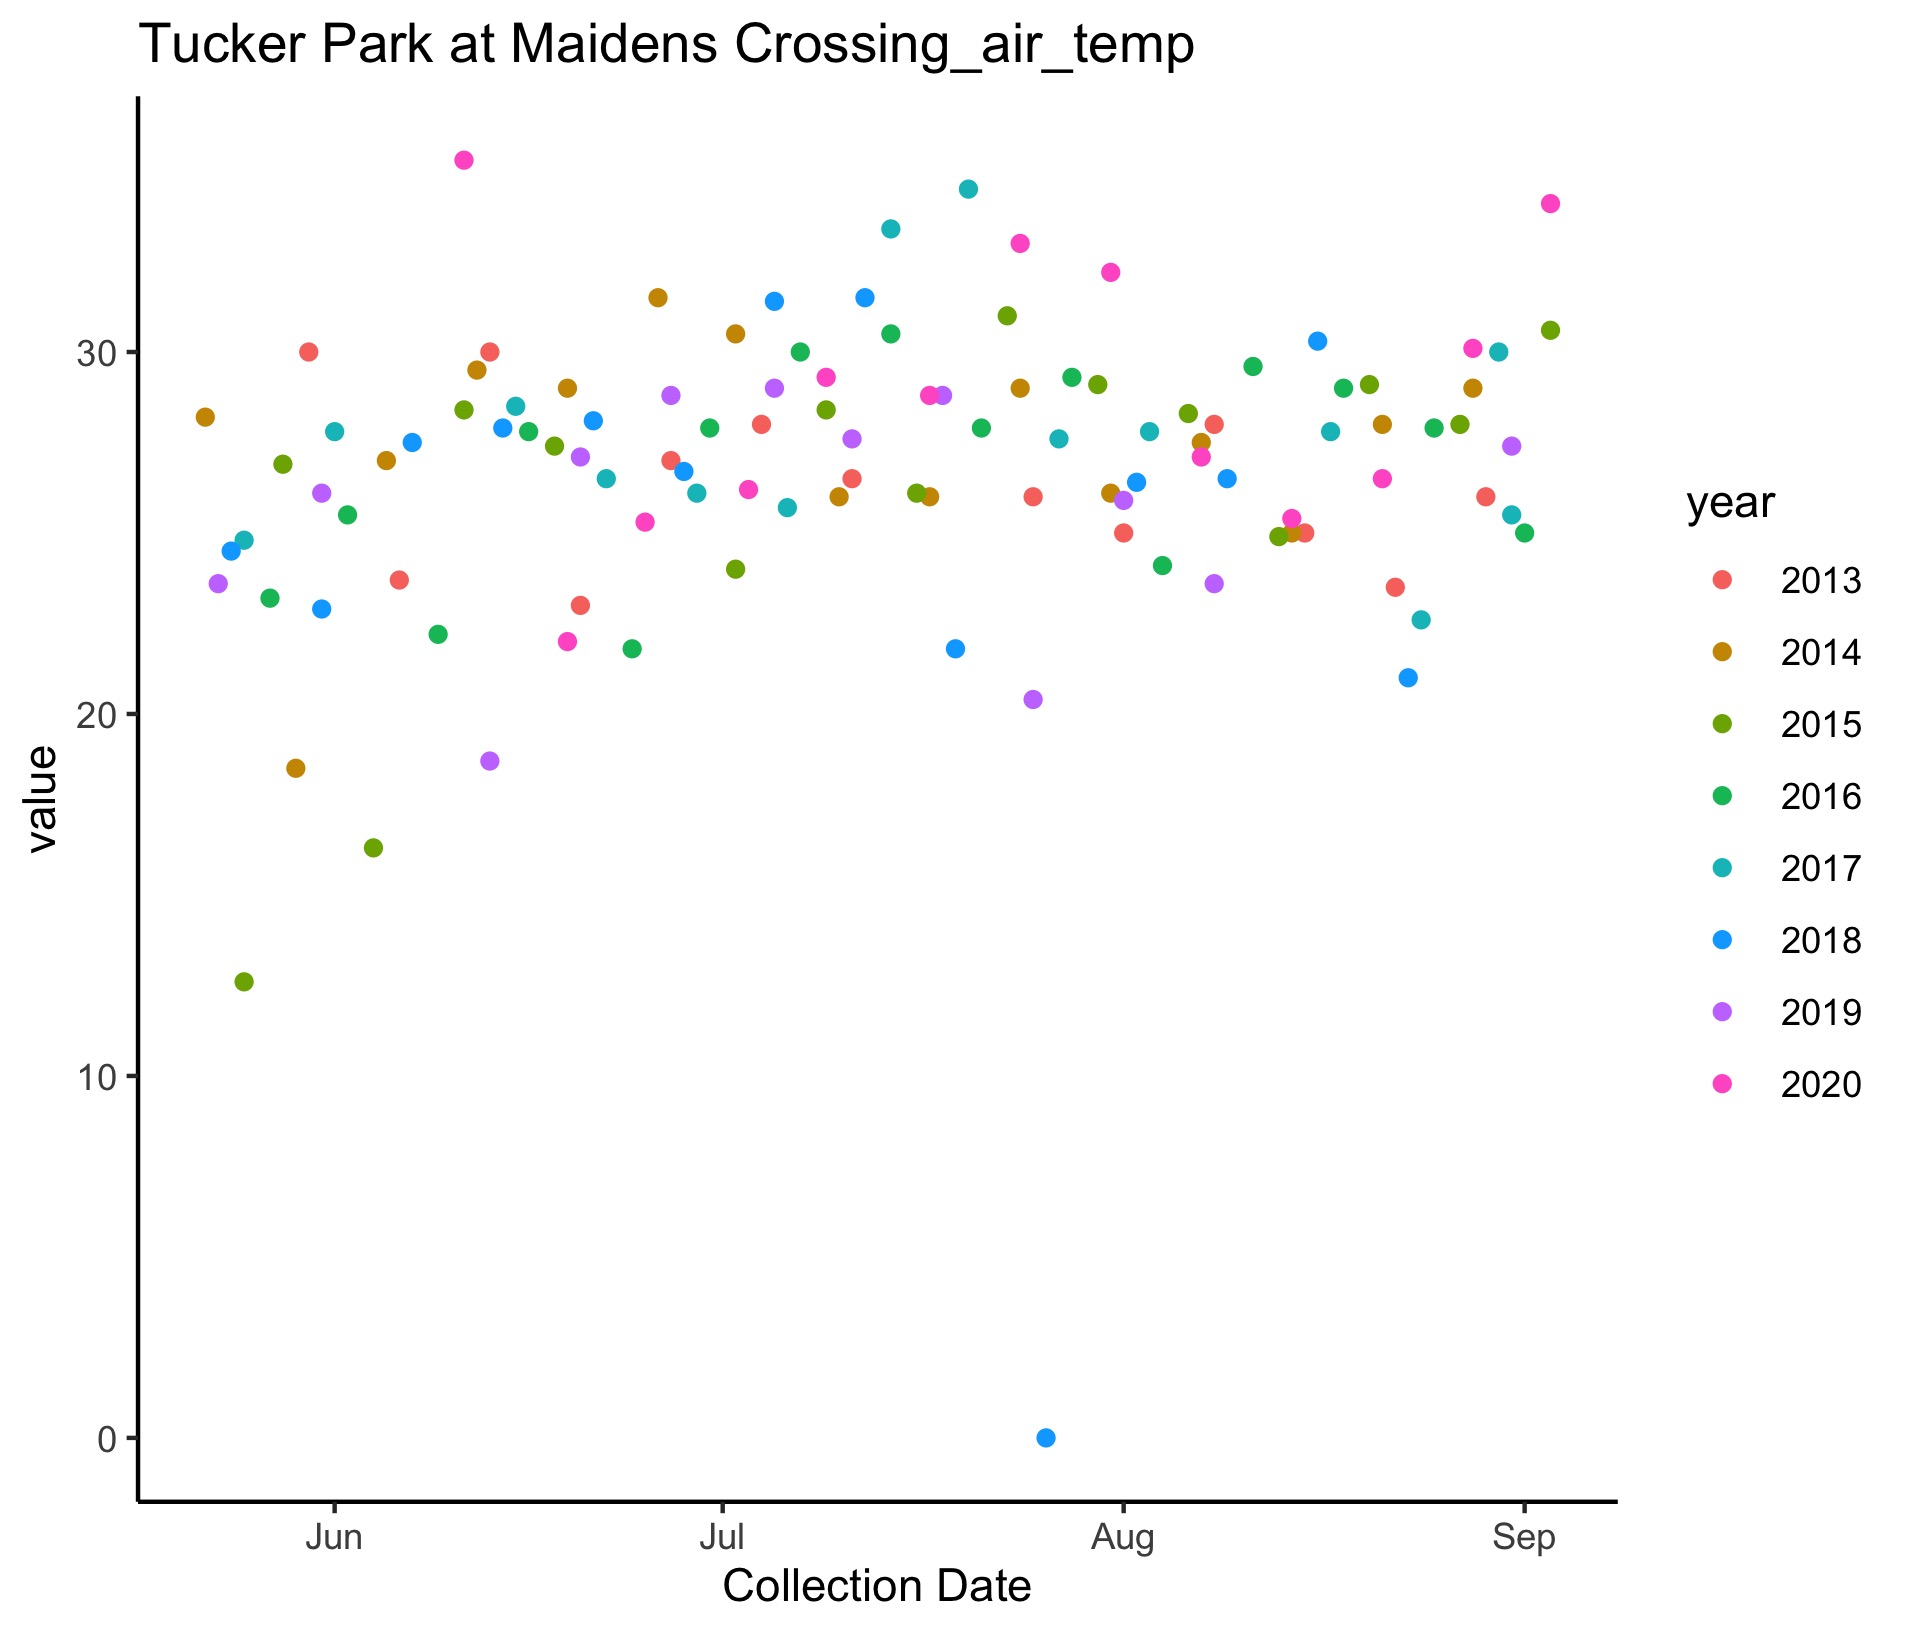 Tucker Park at Maidens Crossing_air_temp
30
20
10
0
value
Jun
Jul
Aug
Sep
Collection Date
year
2013
2014
2015
2016
2017
2018
2019
2020